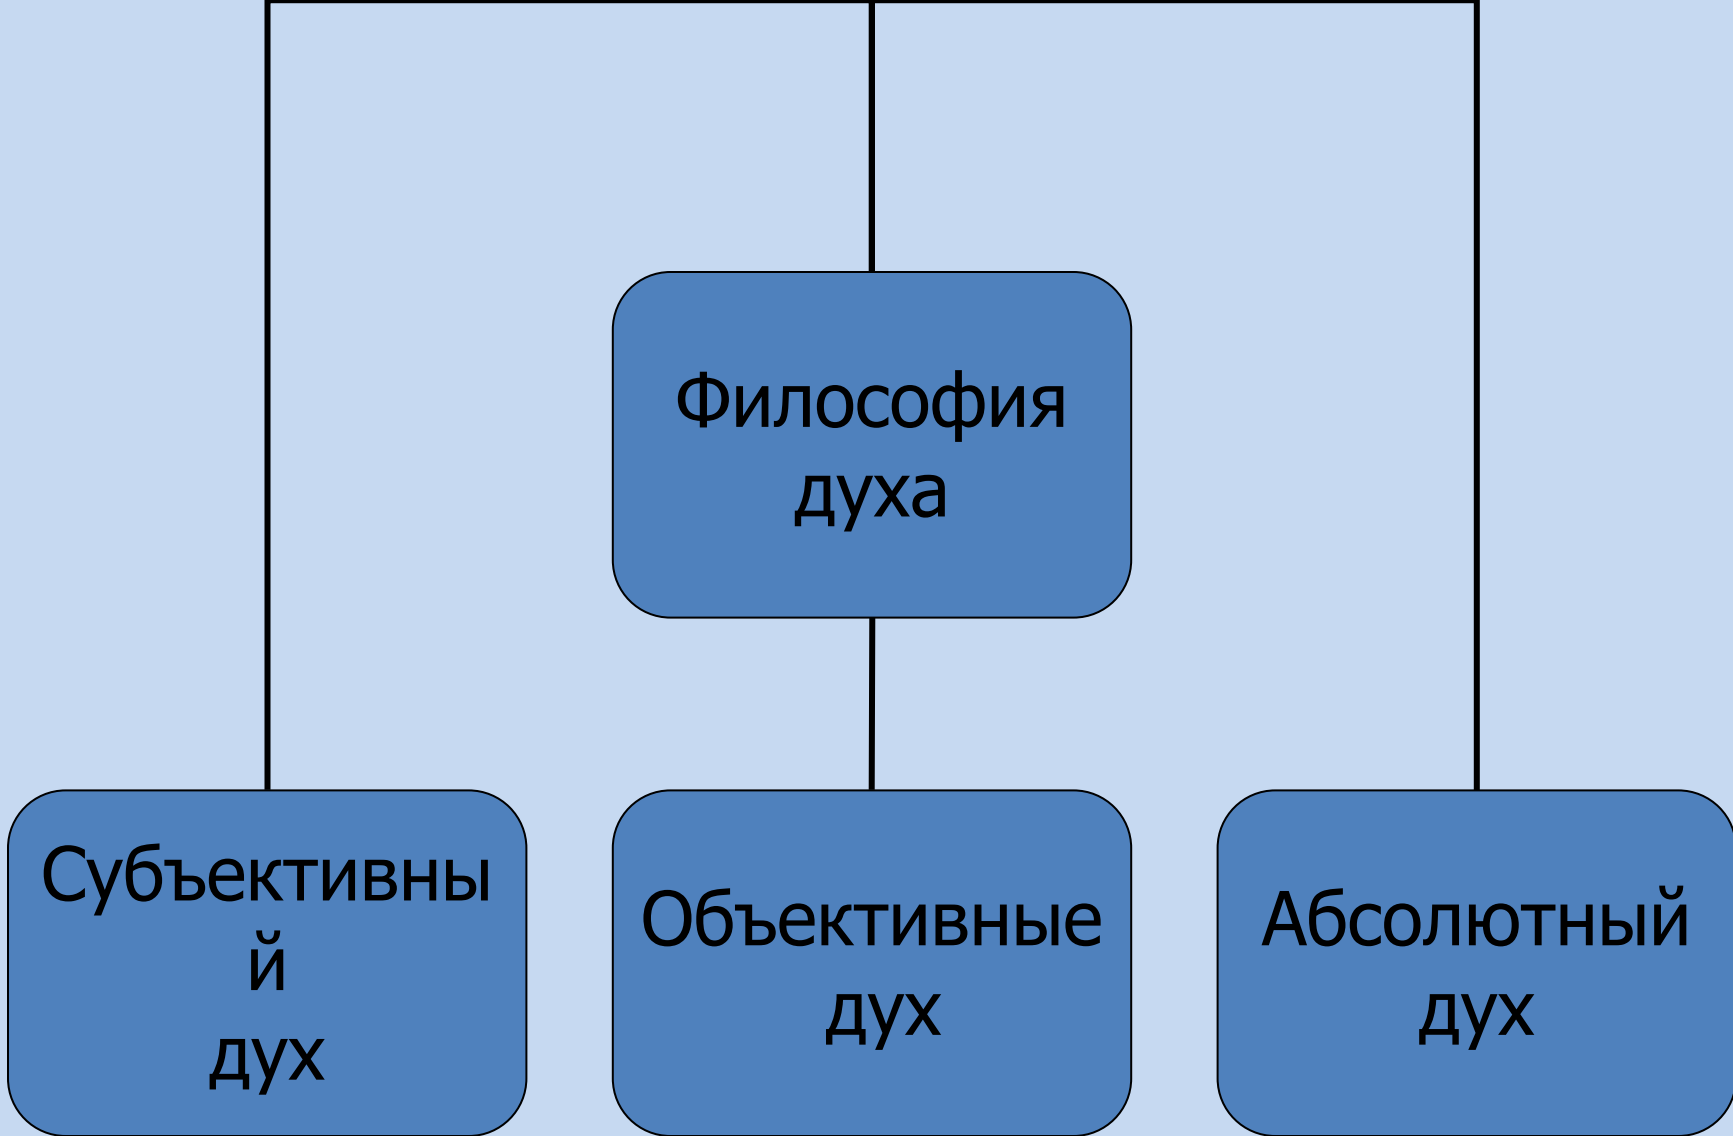 Философия
духа
Субъективны
й
дух
Объективные
дух
Абсолютный
дух